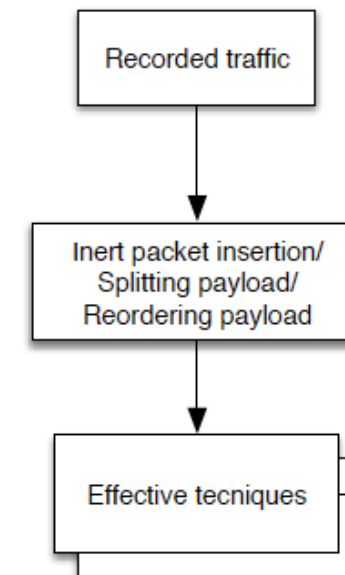 Recorded traffic
Inert packet insertion/
Splitting payload/
Reordering payload
Effective tecniques